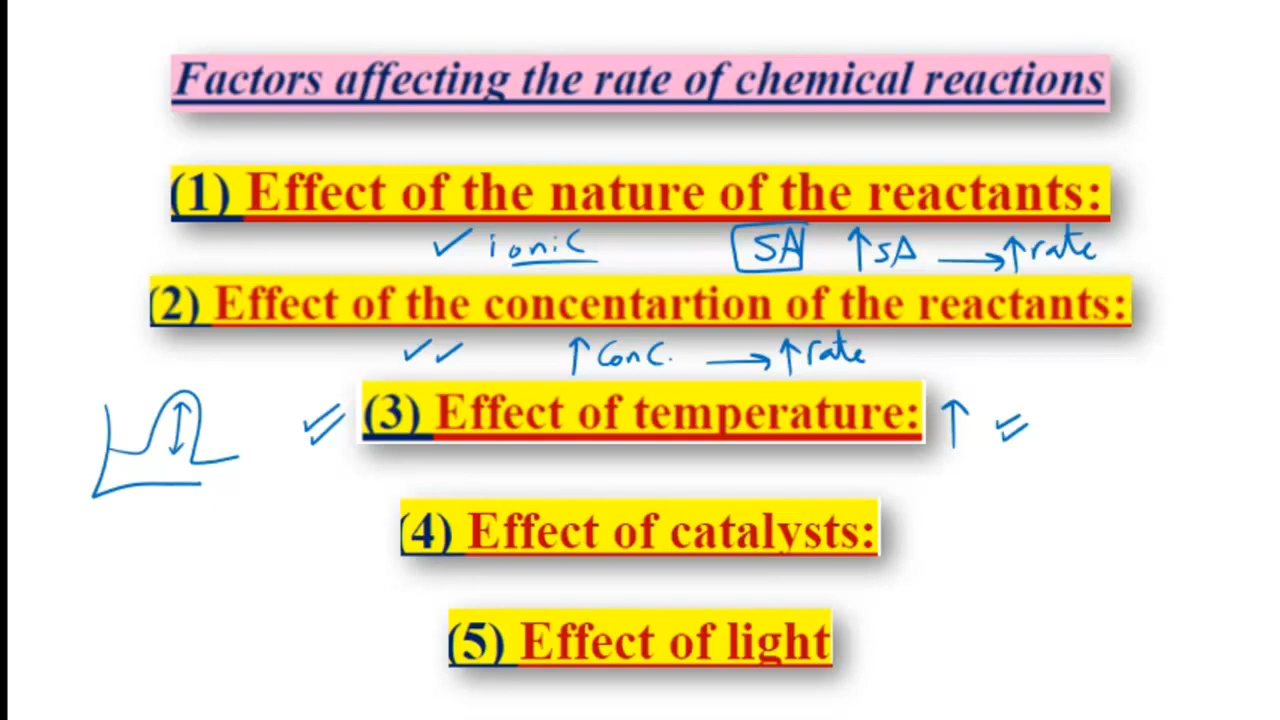 Factors affecting the rate of chemical reactions
(1) Effect of the nature of the reactants:
✓ ionic SA ↑ SA → ↑ rate
(2) Effect of the concentartion of the reactants:
✓✓ ↑ Conc. → ↑ rate
(3) Effect of temperature: ↑
(4) Effect of catalysts:
(5) Effect of light